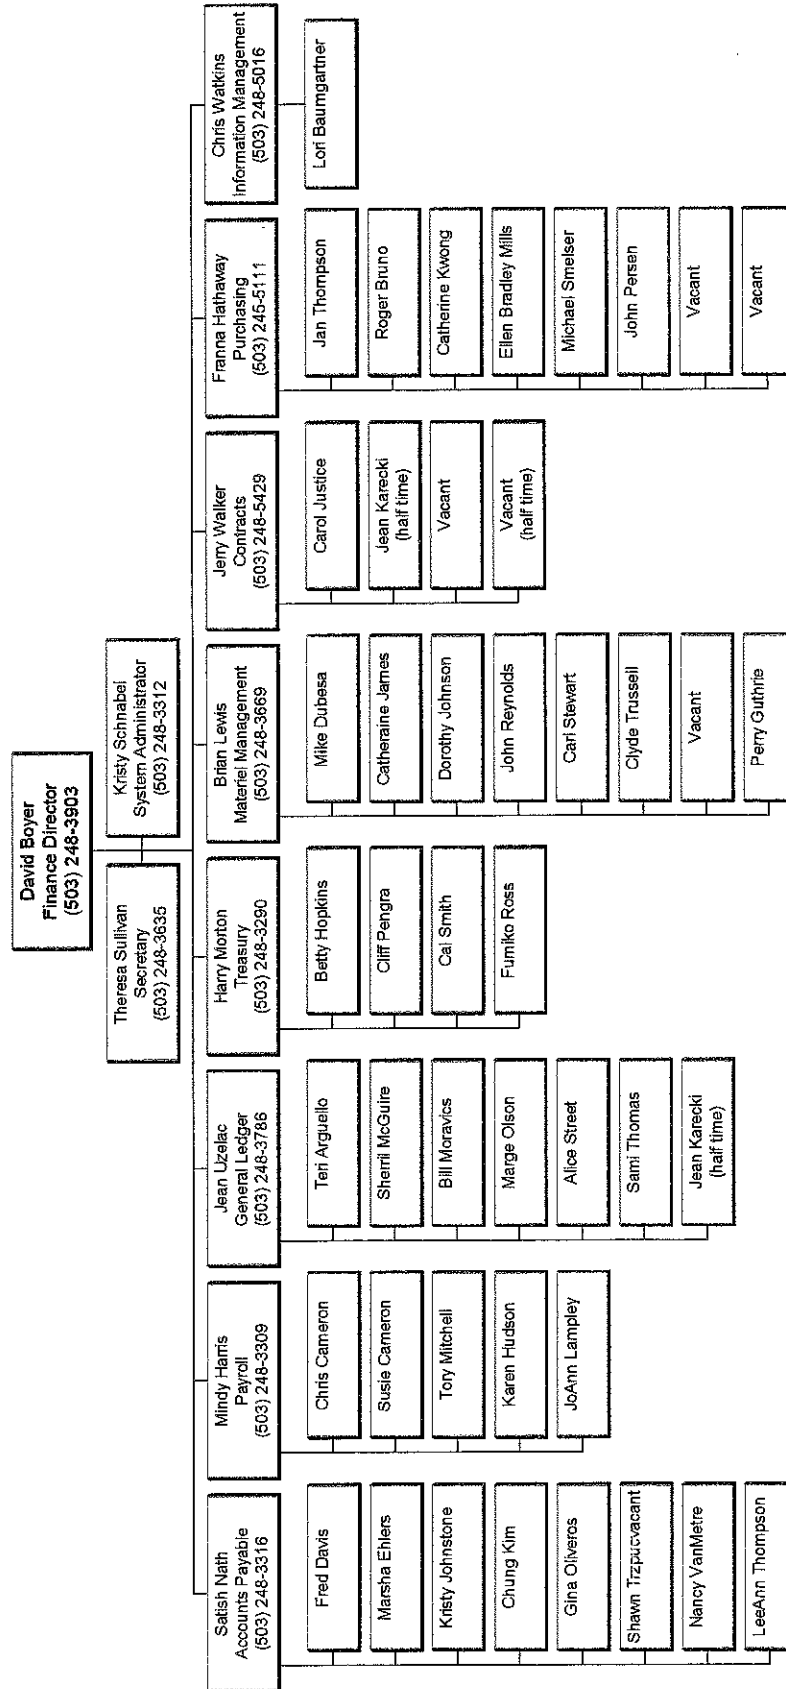 David Boyer
Finance Director
(503) 248-3903
Theresa Sullivan
Secretary
(503) 248-3635
Kristy Schnabel
System Administrator
(503) 248-3312
Satish Nath
Accounts Payable
(503) 248-3316
Fred Davis
Marsha Ehlers
Kristy Johnstone
Chung Kim
Gina Oliveros
Shawn Trzpucvacant
Nancy VanMetre
LeeAnn Thompson
Mindy Harris
Payroll
(503) 248-3309
Chris Cameron
Susie Cameron
Tory Mitchell
Karen Hudson
JoAnn Lampley
Jean Uzelac
General Ledger
(503) 248-3786
Teri Arguello
Sherril McGuire
Bill Moravics
Marge Olson
Alice Street
Sami Thomas
Jean Karecki
(half time)
Harry Morton
Treasury
(503) 248-3290
Betty Hopkins
Cliff Pengra
Cal Smith
Fumiko Ross
Brian Lewis
Materiel Management
(503) 248-3669
Mike Dubesa
Catheraine James
Dorothy Johnson
John Reynolds
Carl Stewart
Clyde Trussell
Vacant
Perry Guthrie
Jerry Walker
Contracts
(503) 248-5429
Carol Justice
Jean Karecki
(half time)
Vacant
Vacant
(half time)
Franna Hathaway
Purchasing
(503) 245-5111
Jan Thompson
Roger Bruno
Catherine Kwong
Ellen Bradley Mills
Michael Smelser
John Persen
Vacant
Vacant
Chris Watkins
Information Management
(503) 248-5016
Lori Baumgartner